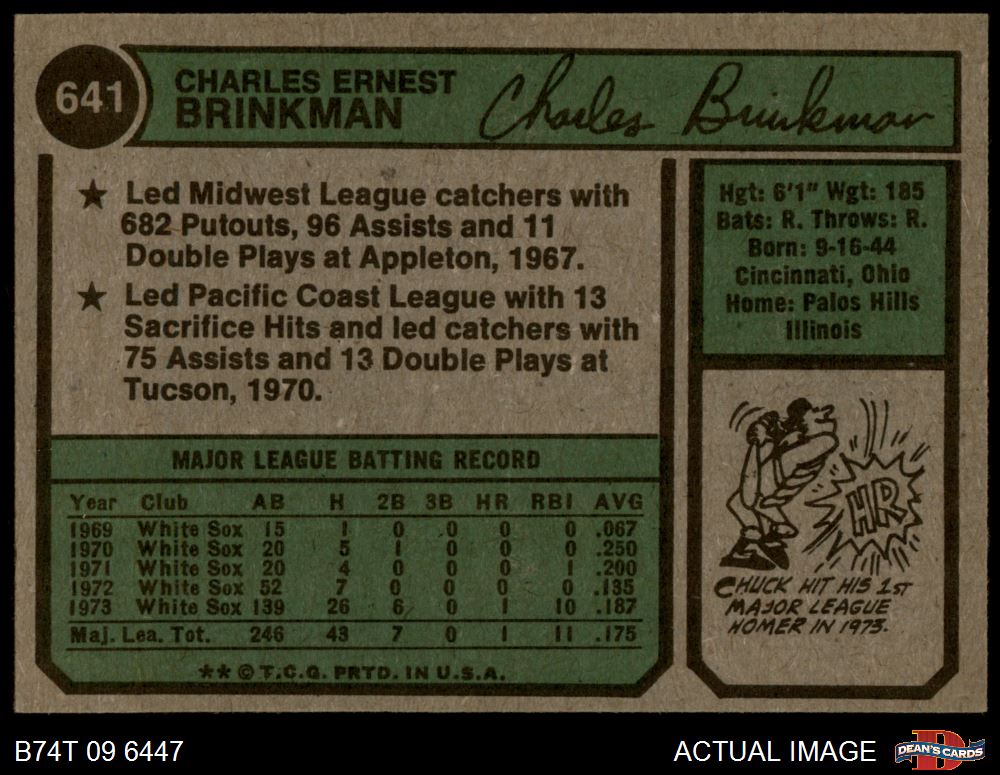 641
CHARLES ERNEST
BRINKMAN
Charles Brinkman
★ Led Midwest League catchers with
682 Putouts, 96 Assists and 11
Double Plays at Appleton, 1967.
★ Led Pacific Coast League with 13
Sacrifice Hits and led catchers with
75 Assists and 13 Double Plays at
Tucson, 1970.
Hgt: 6'1" Wgt: 185
Bats: R. Throws: R.
Born: 9-16-44
Cincinnati, Ohio
Home: Palos Hills
Illinois
MAJOR LEAGUE BATTING RECORD
Year Club AB H 2B 3B HR RBI AVG
1969 White Sox 15 1 0 0 0 0 .067
1970 White Sox 20 5 1 0 0 0 .250
1971 White Sox 20 4 0 0 0 1 .200
1972 White Sox 52 7 0 0 0 0 .135
1973 White Sox 139 26 6 0 1 10 .187
Maj. Lea. Tot. 246 43 7 0 1 11 .175
** © T.C.G. PRTD. IN U.S.A.
HR
CHUCK HIT HIS 1ST
MAJOR LEAGUE
HOMER IN 1973.
B74T 09 6447
ACTUAL IMAGE
D
DEAN'S CARDS